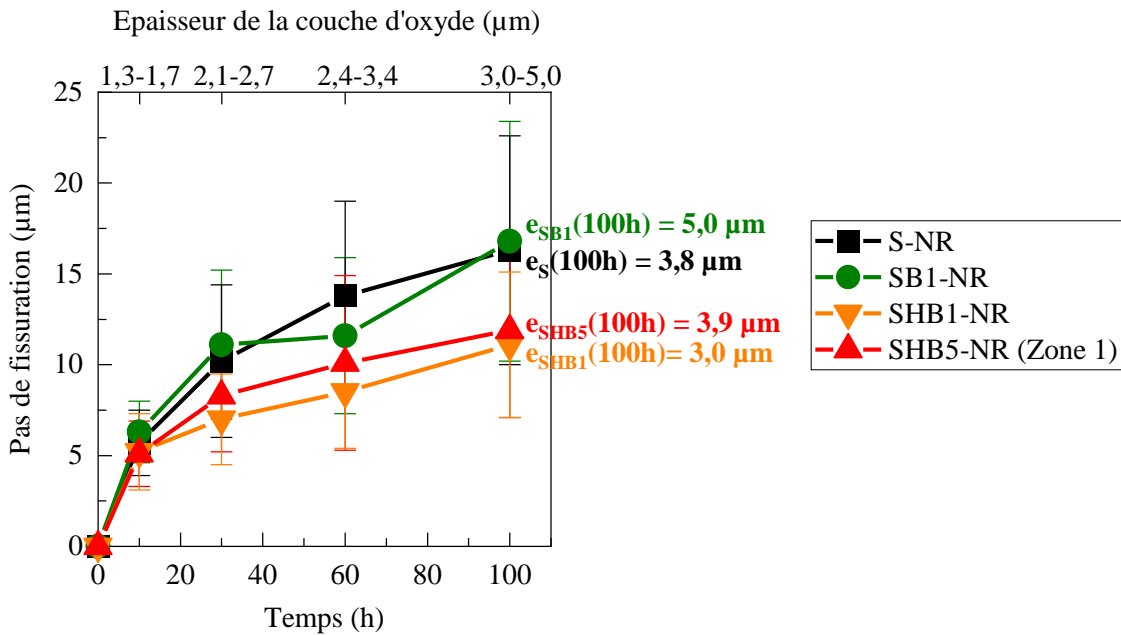 Epaisseur de la couche d'oxyde (µm)
1,3-1,7 2,1-2,7 2,4-3,4 3,0-5,0
25
20
15
10
5
0
Pas de fissuration (µm)
eSB1(100h) = 5,0 µm
eS(100h) = 3,8 µm
eSHB5(100h) = 3,9 µm
eSHB1(100h)= 3,0 µm
0 20 40 60 80 100
Temps (h)
S-NR
SB1-NR
SHB1-NR
SHB5-NR (Zone 1)